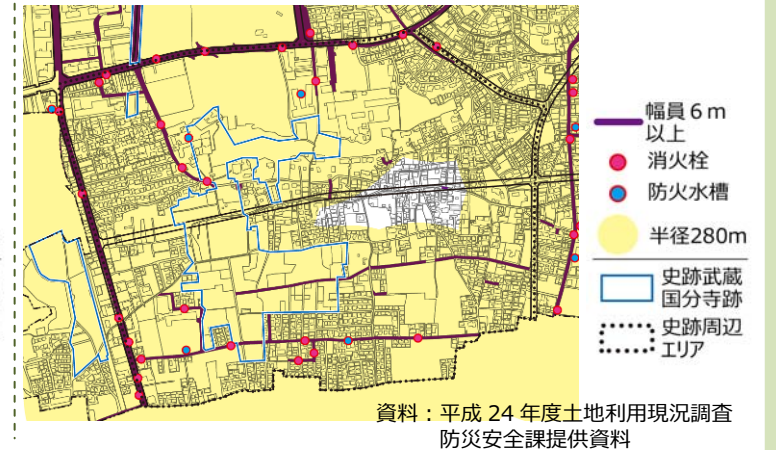 幅員6m
以上
消火栓
防火水槽
半径280m
史跡武蔵
国分寺跡
史跡周辺
エリア
資料：平成 24 年度土地利用現況調査
防災安全課提供資料